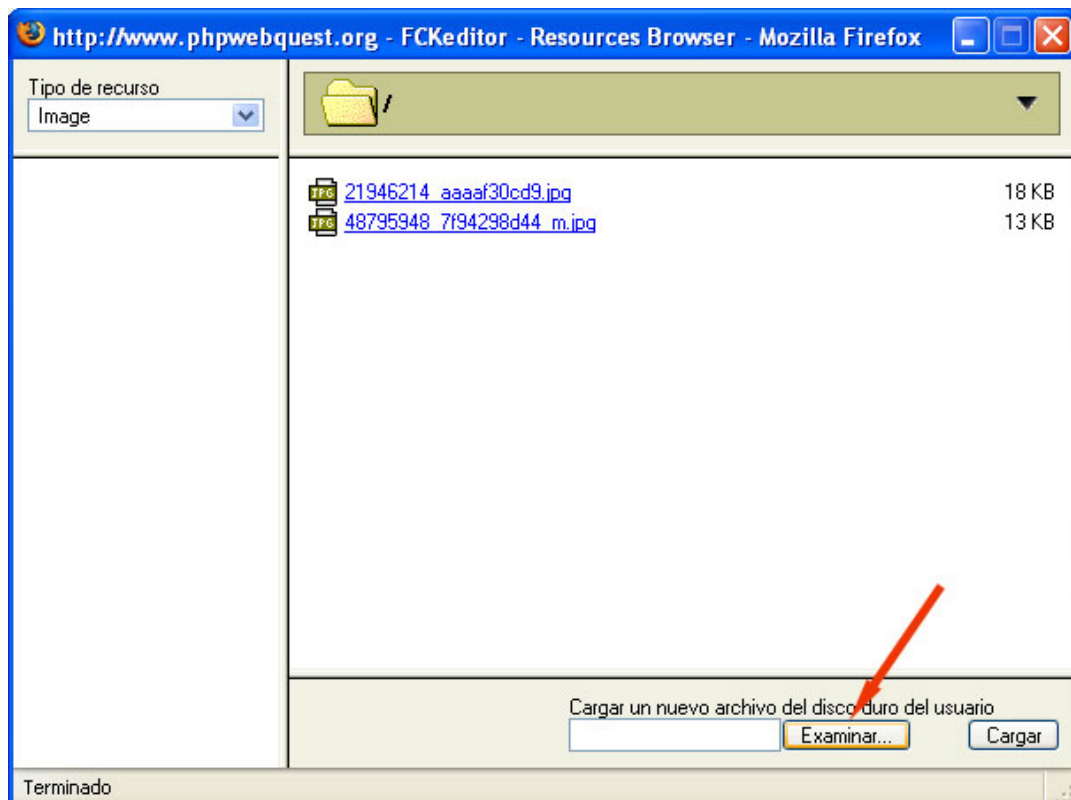 http://www.phpwebquest.org - FCKeditor - Resources Browser - Mozilla Firefox
Tipo de recurso
Image
/
21946214_aaaaf30cd9.jpg 18 KB
48795948_7f94298d44_m.jpg 13 KB
Cargar un nuevo archivo del disco duro del usuario
Examinar... Cargar
Terminado